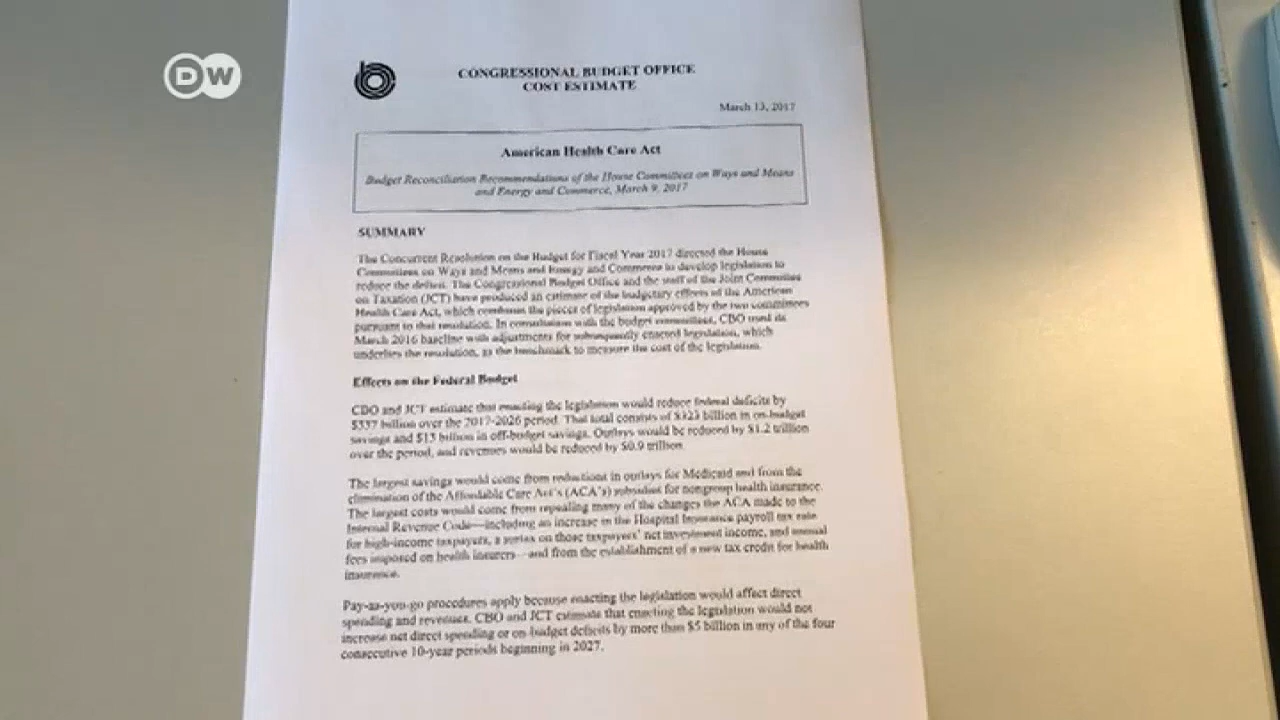 DW
CONGRESSIONAL BUDGET OFFICE
COST ESTIMATE
March 13, 2017
American Health Care Act
Budget Reconciliation Recommendations of the House Committees on Ways and Means
and Energy and Commerce, March 9, 2017
SUMMARY
The Concurrent Resolution on the Budget for Fiscal Year 2017 directed the House
Committees on Ways and Means and Energy and Commerce to develop legislation to
reduce the deficit. The Congressional Budget Office and the staff of the Joint Committee
on Taxation (JCT) have produced an estimate of the budgetary effects of the American
Health Care Act, which combines the pieces of legislation approved by the two committees
pursuant to that resolution. In consultation with the budget committees, CBO used its
March 2016 baseline with adjustments for subsequently enacted legislation, which
underlies the resolution, as the benchmark to measure the cost of the legislation.
Effects on the Federal Budget
CBO and JCT estimate that enacting the legislation would reduce federal deficits by
$337 billion over the 2017-2026 period. That total consists of $323 billion in on-budget
savings and $13 billion in off-budget savings. Outlays would be reduced by $1.2 trillion
over the period, and revenues would be reduced by $0.9 trillion.
The largest savings would come from reductions in outlays for Medicaid and from the
elimination of the Affordable Care Act's (ACA's) subsidies for nongroup health insurance.
The largest costs would come from repealing many of the changes the ACA made to the
Internal Revenue Code—including an increase in the Hospital Insurance payroll tax rate
for high-income taxpayers, a surtax on those taxpayers' net investment income, and annual
fees imposed on health insurers—and from the establishment of a new tax credit for health
insurance.
Pay-as-you-go procedures apply because enacting the legislation would affect direct
spending and revenues. CBO and JCT estimate that enacting the legislation would not
increase net direct spending or on-budget deficits by more than $5 billion in any of the four
consecutive 10-year periods beginning in 2027.